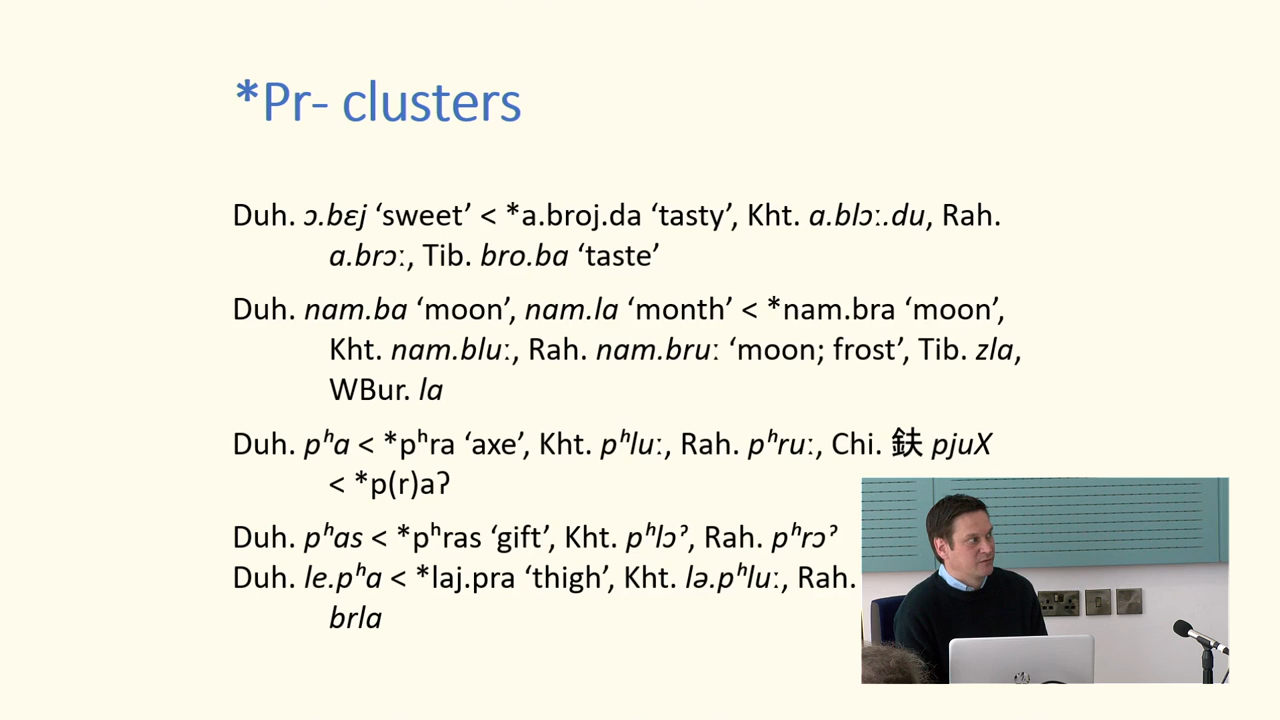 *Pr- clusters
Duh. ɔ.bɛj ‘sweet’ < *a.broj.da ‘tasty’, Kht. a.blɔː.du, Rah.
a.brɔː, Tib. bro.ba ‘taste’
Duh. nam.ba ‘moon’, nam.la ‘month’ < *nam.bra ‘moon’,
Kht. nam.bluː, Rah. nam.bruː ‘moon; frost’, Tib. zla,
WBur. la
Duh. pʰa < *pʰra ‘axe’, Kht. pʰluː, Rah. pʰruː, Chi. 鈇 pjuX
< *p(r)aʔ
Duh. pʰas < *pʰras ‘gift’, Kht. pʰlɔˀ, Rah. pʰrɔˀ
Duh. le.pʰa < *laj.pra ‘thigh’, Kht. lə.pʰluː, Rah.
brla